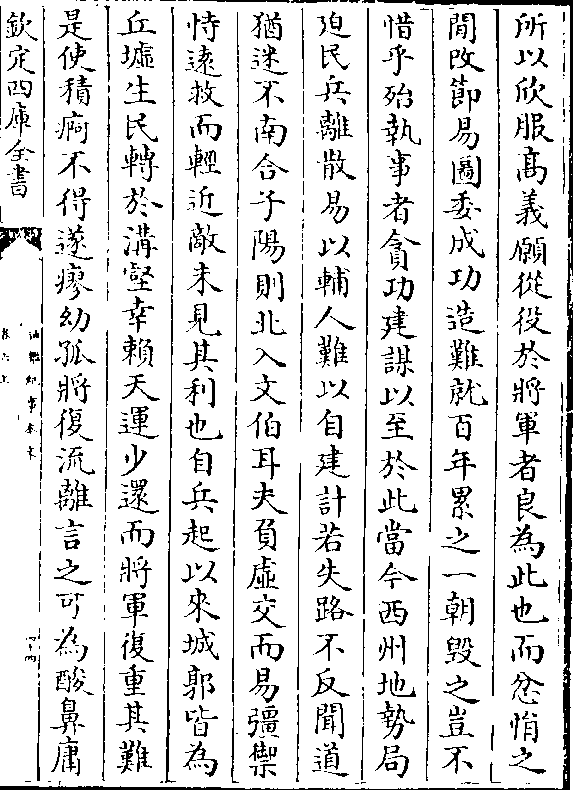 所以欣服高義願從役於將軍者良為此也而忿悁之
間改節易圖委成功造難就百年累之一朝毀之豈不
惜乎殆執事者貪功建謀以至於此當今西州地勢局
迫民兵離散易以輔人難以自建計若失路不反聞道
猶迷不南合子陽則北入文伯耳夫負虛交而易彊禦
恃遠救而輕近敵未見其利也自兵起以來城郭皆為
丘墟生民轉於溝壑幸賴天運少還而將軍復重其難
是使積痾不得遂瘳幼孤將復流離言之可為酸鼻庸
欽定四庫全書
卷六上